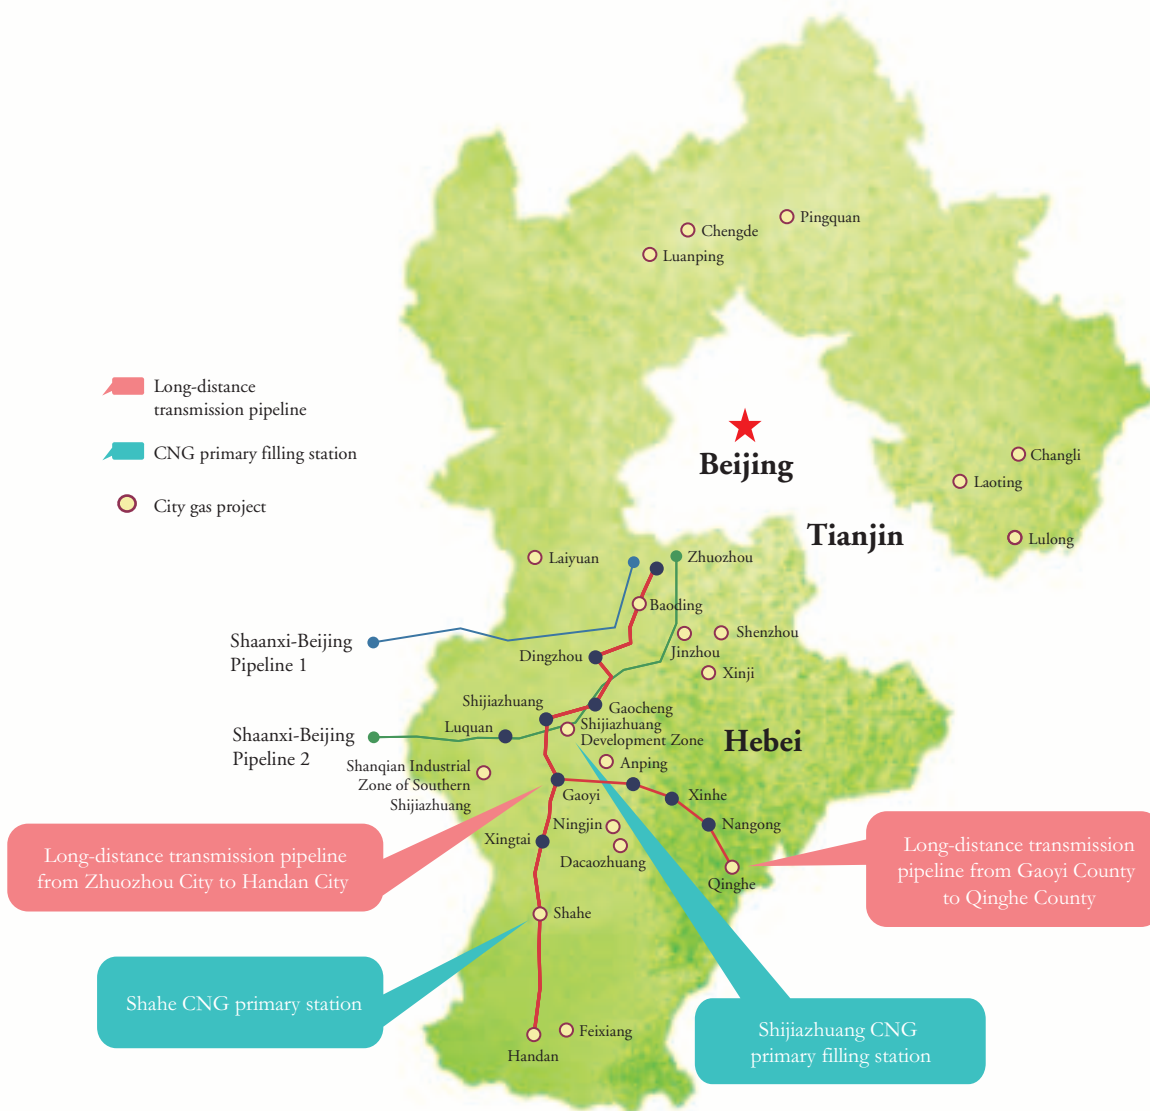 Pingquan
Chengde
Luanping
Long-distance
transmission pipeline
CNG primary filling station
City gas project
Beijing
Changli
Laoting
Tianjin
Lulong
Laiyuan
Zhuozhou
Baoding
Shaanxi-Beijing
Pipeline 1
Dingzhou
Jinzhou
Shenzhou
Xinji
Shijiazhuang
Gaocheng
Luquan
Shijiazhuang
Development Zone
Hebei
Shaanxi-Beijing
Pipeline 2
Shanqian Industrial
Zone of Southern
Shijiazhuang
Anping
Gaoyi
Xinhe
Ningjin
Nangong
Xingtai
Dacaozhuang
Qinghe
Long-distance transmission pipeline
from Zhuozhou City to Handan City
Long-distance transmission
pipeline from Gaoyi County
to Qinghe County
Shahe
Shahe CNG primary station
Shijiazhuang CNG
primary filling station
Feixiang
Handan